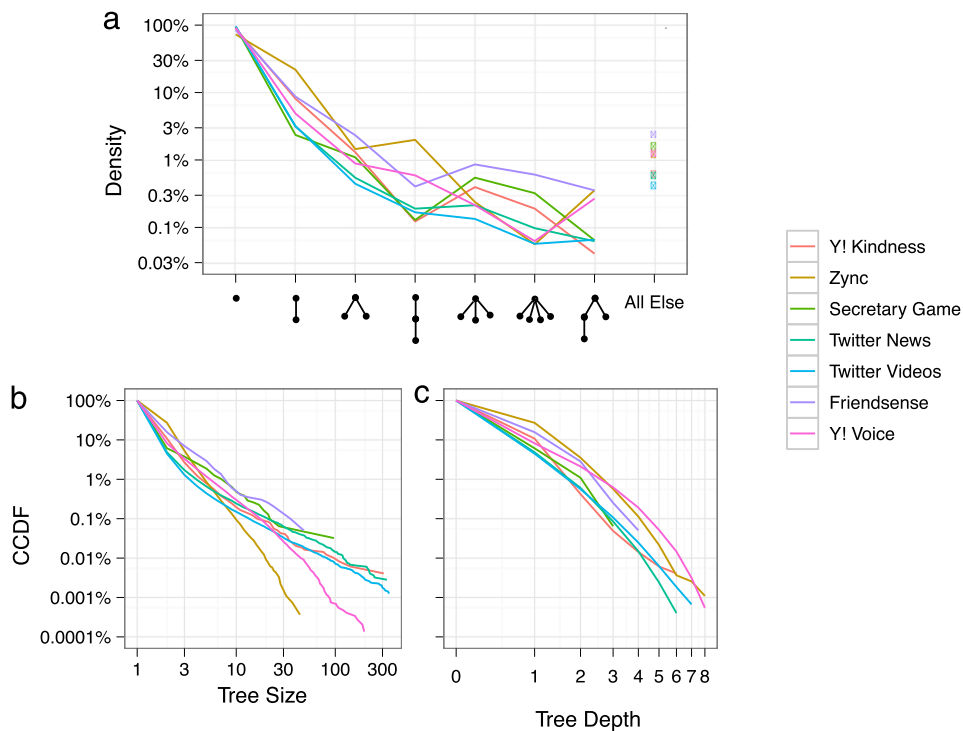 a
100%
30%
10%
3%
1%
0.3%
0.1%
0.03%
Density
All Else
Y! Kindness
Zync
Secretary Game
Twitter News
Twitter Videos
Friendsense
Y! Voice
b
100%
10%
1%
0.1%
0.01%
0.001%
0.0001%
CCDF
1 3 10 30 100 300
Tree Size
c
0 1 2 3 4 5 6 7 8
Tree Depth